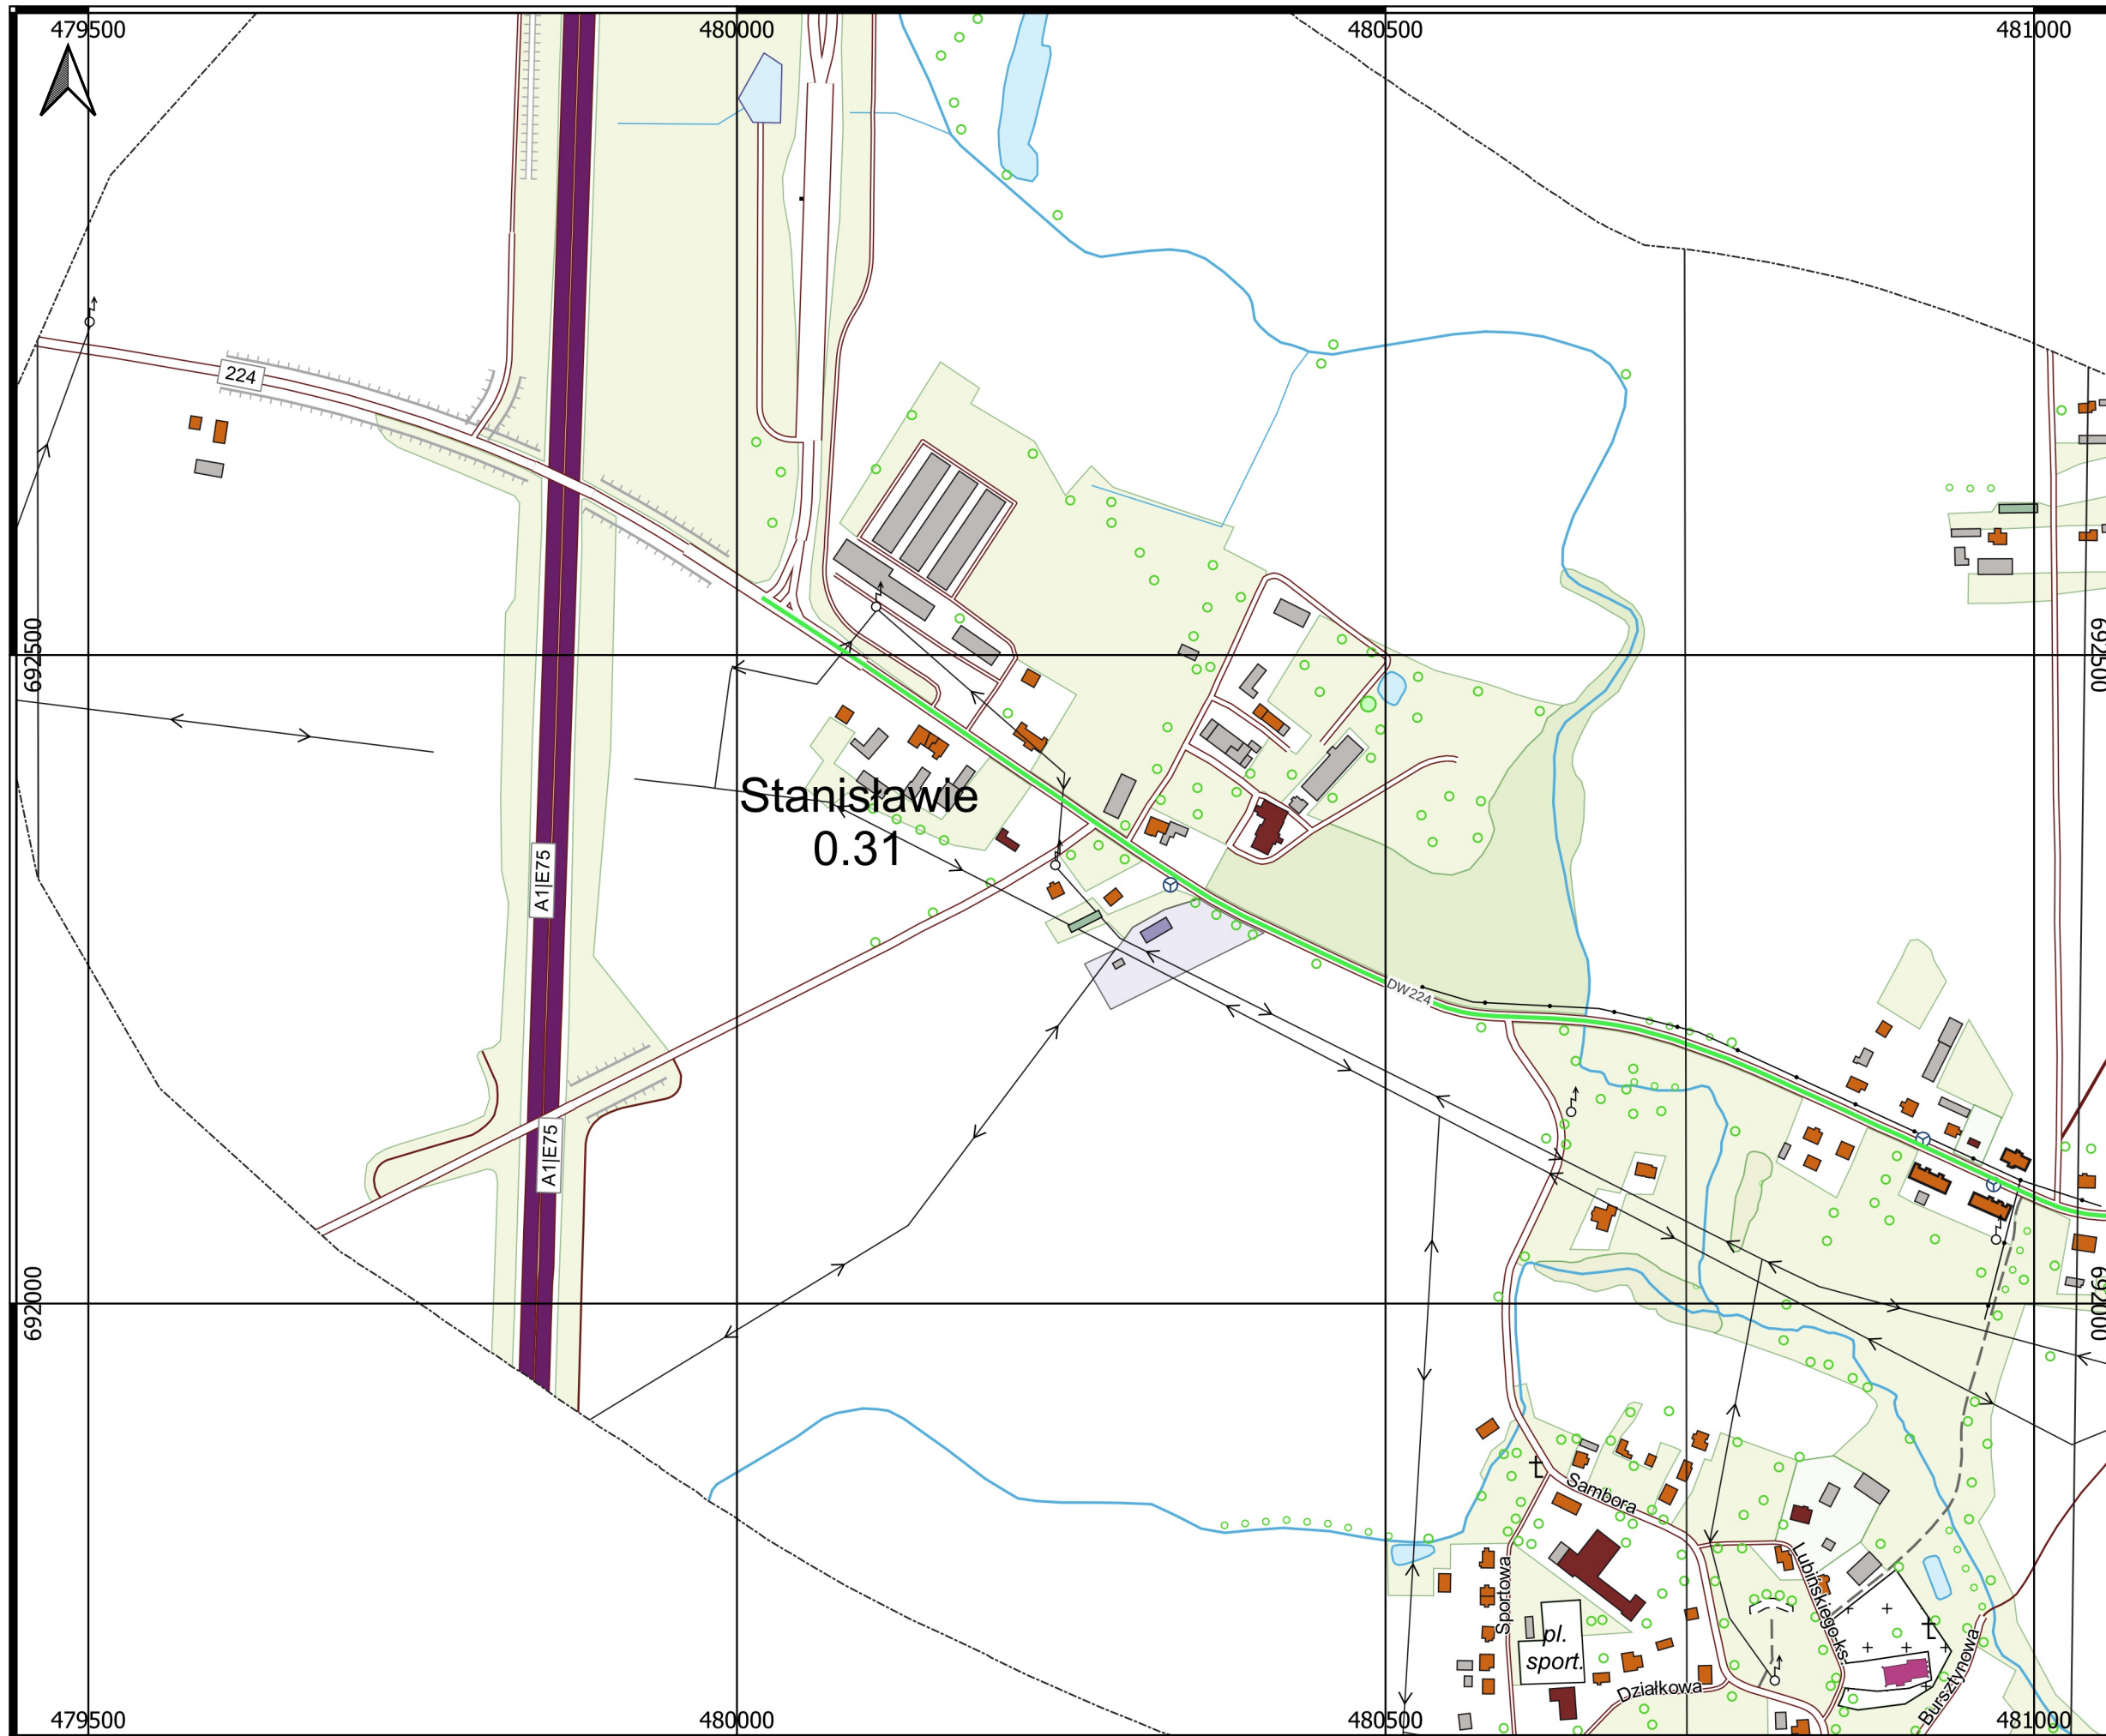 479500
480000
480500
481000
224
692500
692500
Stanisławie
0.31
A1|E75
DW224
A1|E75
692000
692000
Sambora
Sportowa
Lubińskiego ks.
pl.
sport.
Działkowa
Bursztynowa
479500
480000
480500
481000